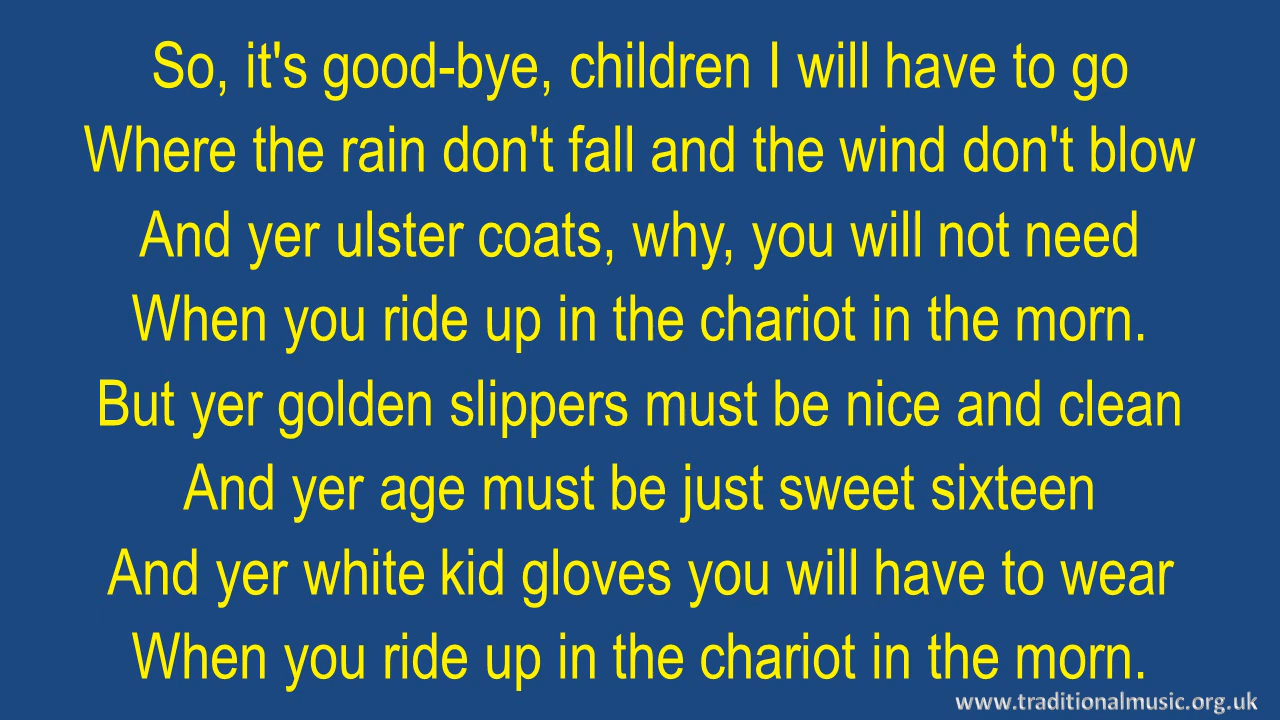 So, it's good-bye, children I will have to go
Where the rain don't fall and the wind don't blow
And yer ulster coats, why, you will not need
When you ride up in the chariot in the morn.
But yer golden slippers must be nice and clean
And yer age must be just sweet sixteen
And yer white kid gloves you will have to wear
When you ride up in the chariot in the morn.
www.traditionalmusic.org.uk